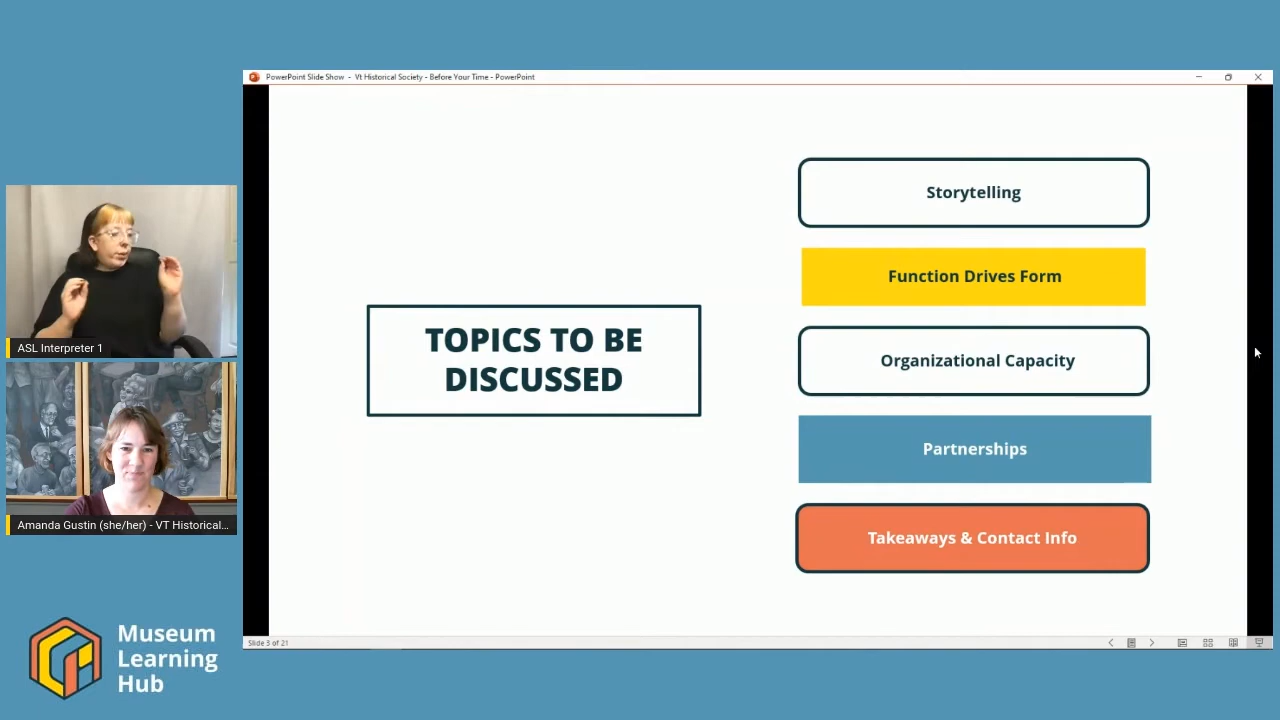 PowerPoint Slide Show - Vt Historical Society - Before Your Time - PowerPoint
TOPICS TO BE
DISCUSSED
Storytelling
Function Drives Form
Organizational Capacity
Partnerships
Takeaways & Contact Info
ASL Interpreter 1
Amanda Gustin (she/her) - VT Historical...
Slide 3 of 21
Museum
Learning
Hub